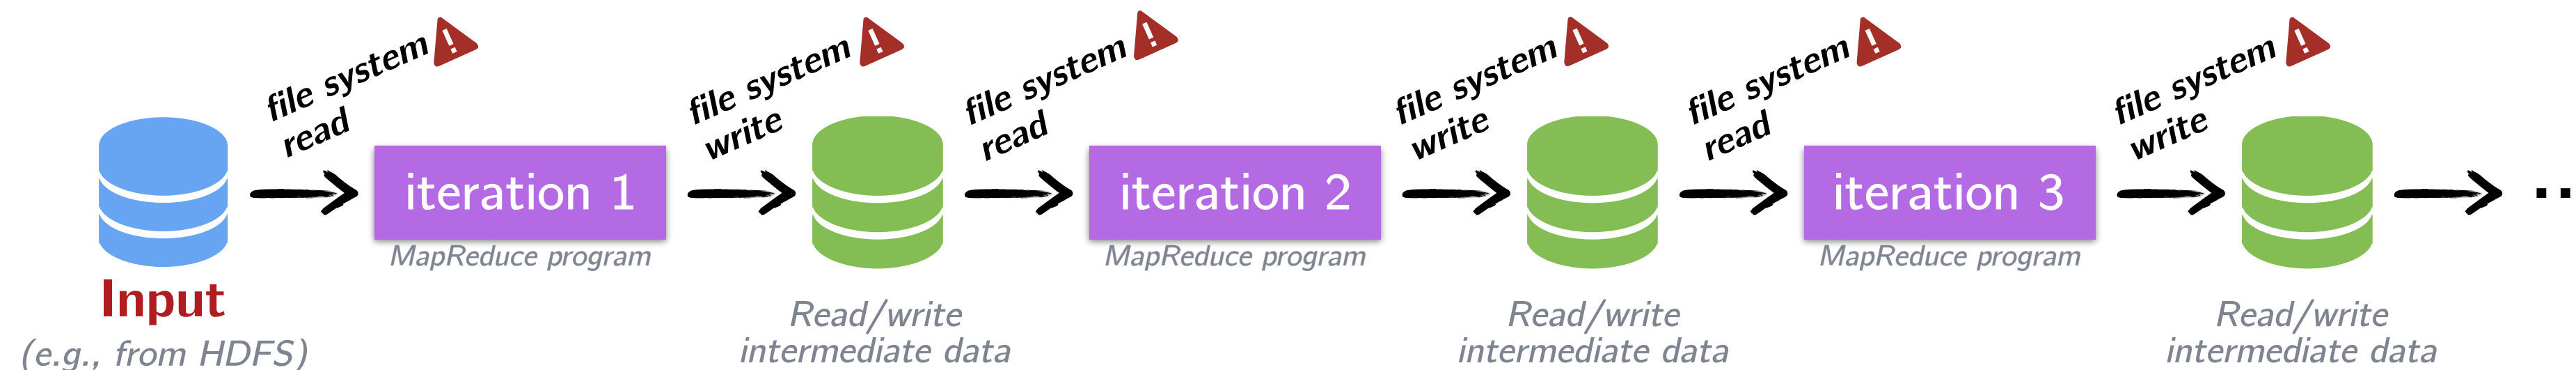 file system
read
file system
write
file system
read
file system
write
file system
read
file system
write
iteration 1
MapReduce program
iteration 2
MapReduce program
iteration 3
MapReduce program
Input
(e.g., from HDFS)
Read/write
intermediate data
Read/write
intermediate data
Read/write
intermediate data